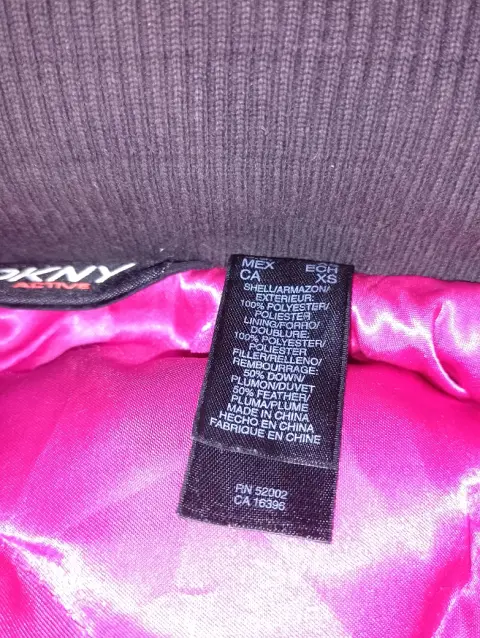 DKNY
ACTIVE
MEX ECH
CA XS
SHELL/ARMAZON/
EXTERIEUR:
100% POLYESTER/
POLIESTER
LINING/FORRO/
DOUBLURE:
100% POLYESTER/
POLIESTER
FILLER/RELLENO/
REMBOURRAGE:
50% DOWN/
PLUMON/DUVET
50% FEATHER/
PLUMA/PLUME
MADE IN CHINA
HECHO EN CHINA
FABRIQUE EN CHINE
RN 52002
CA 16396